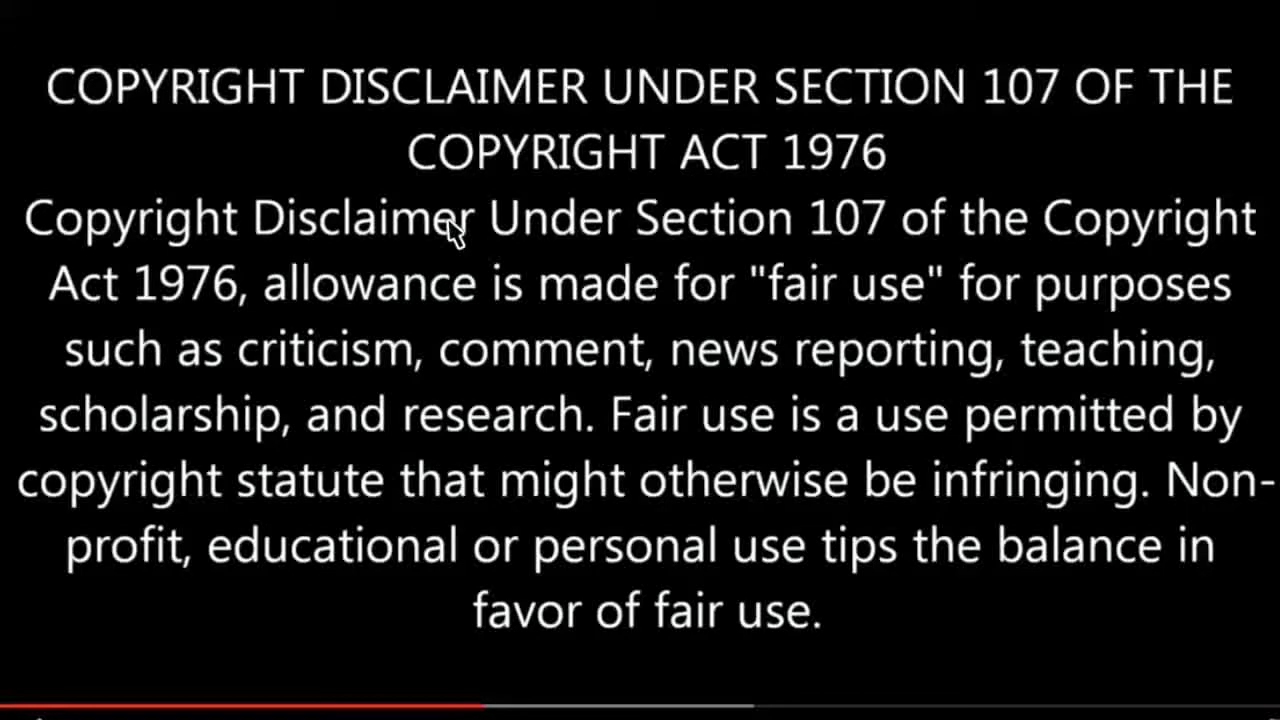 COPYRIGHT DISCLAIMER UNDER SECTION 107 OF THE
COPYRIGHT ACT 1976
Copyright Disclaimer Under Section 107 of the Copyright
Act 1976, allowance is made for "fair use" for purposes
such as criticism, comment, news reporting, teaching,
scholarship, and research. Fair use is a use permitted by
copyright statute that might otherwise be infringing. Non-
profit, educational or personal use tips the balance in
favor of fair use.